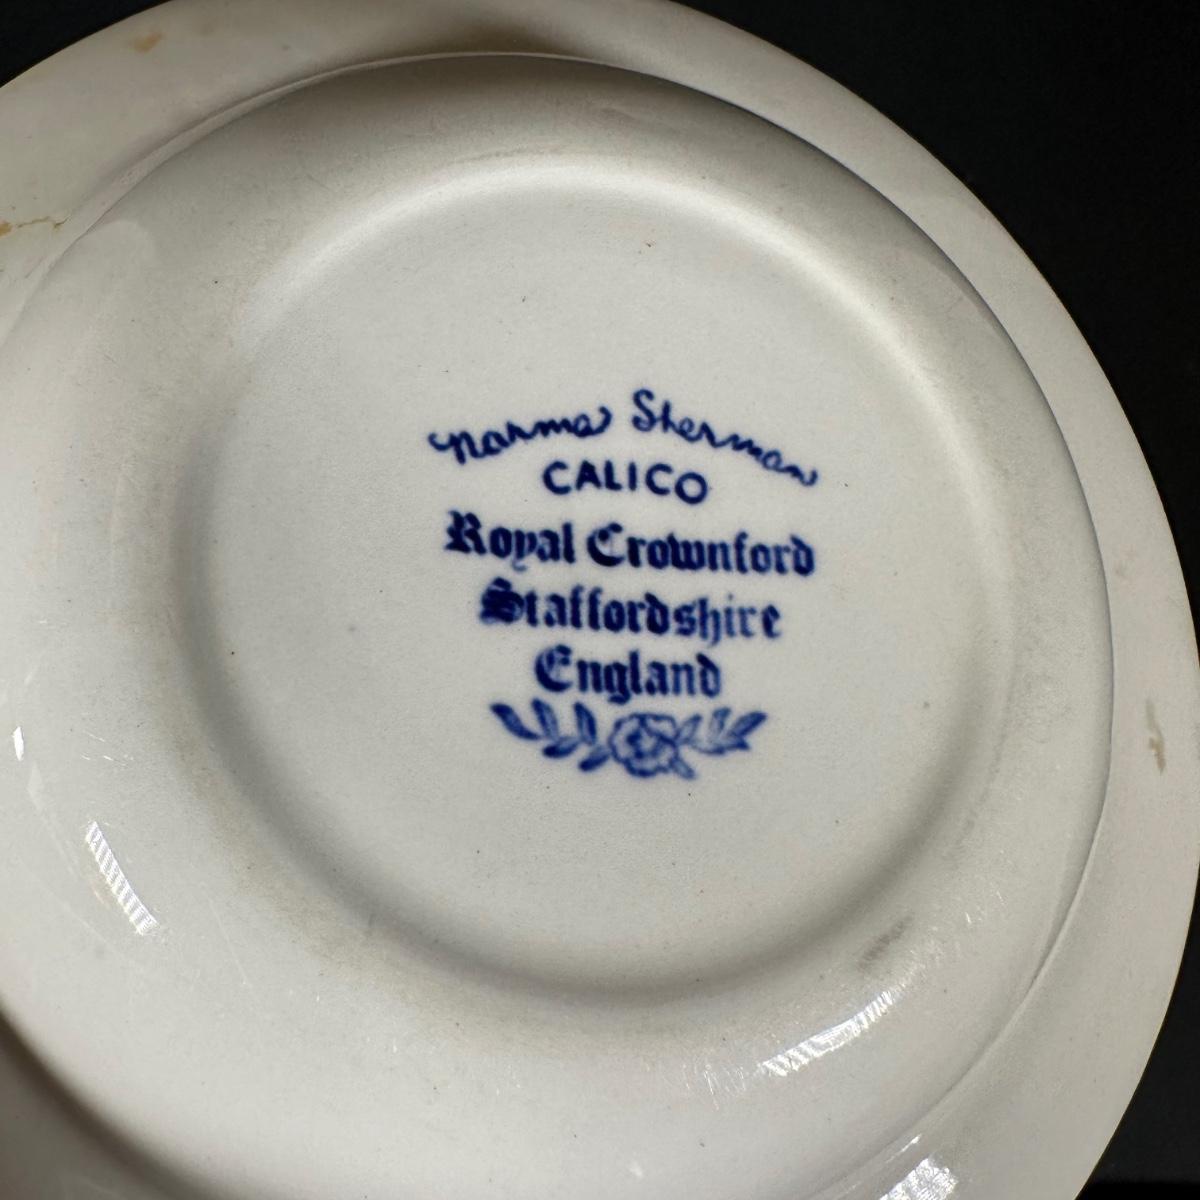 Norma Sherman
CALICO
Royal Crownford
Staffordshire
England